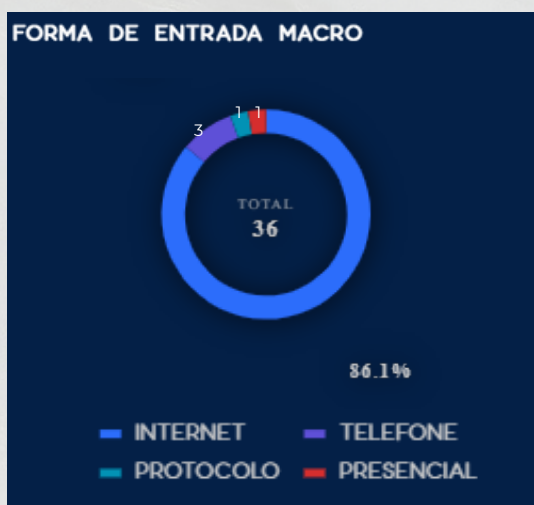 FORMA DE ENTRADA MACRO
3 1 1
TOTAL
36
86.1%
INTERNET TELEFONE
PROTOCOLO PRESENCIAL